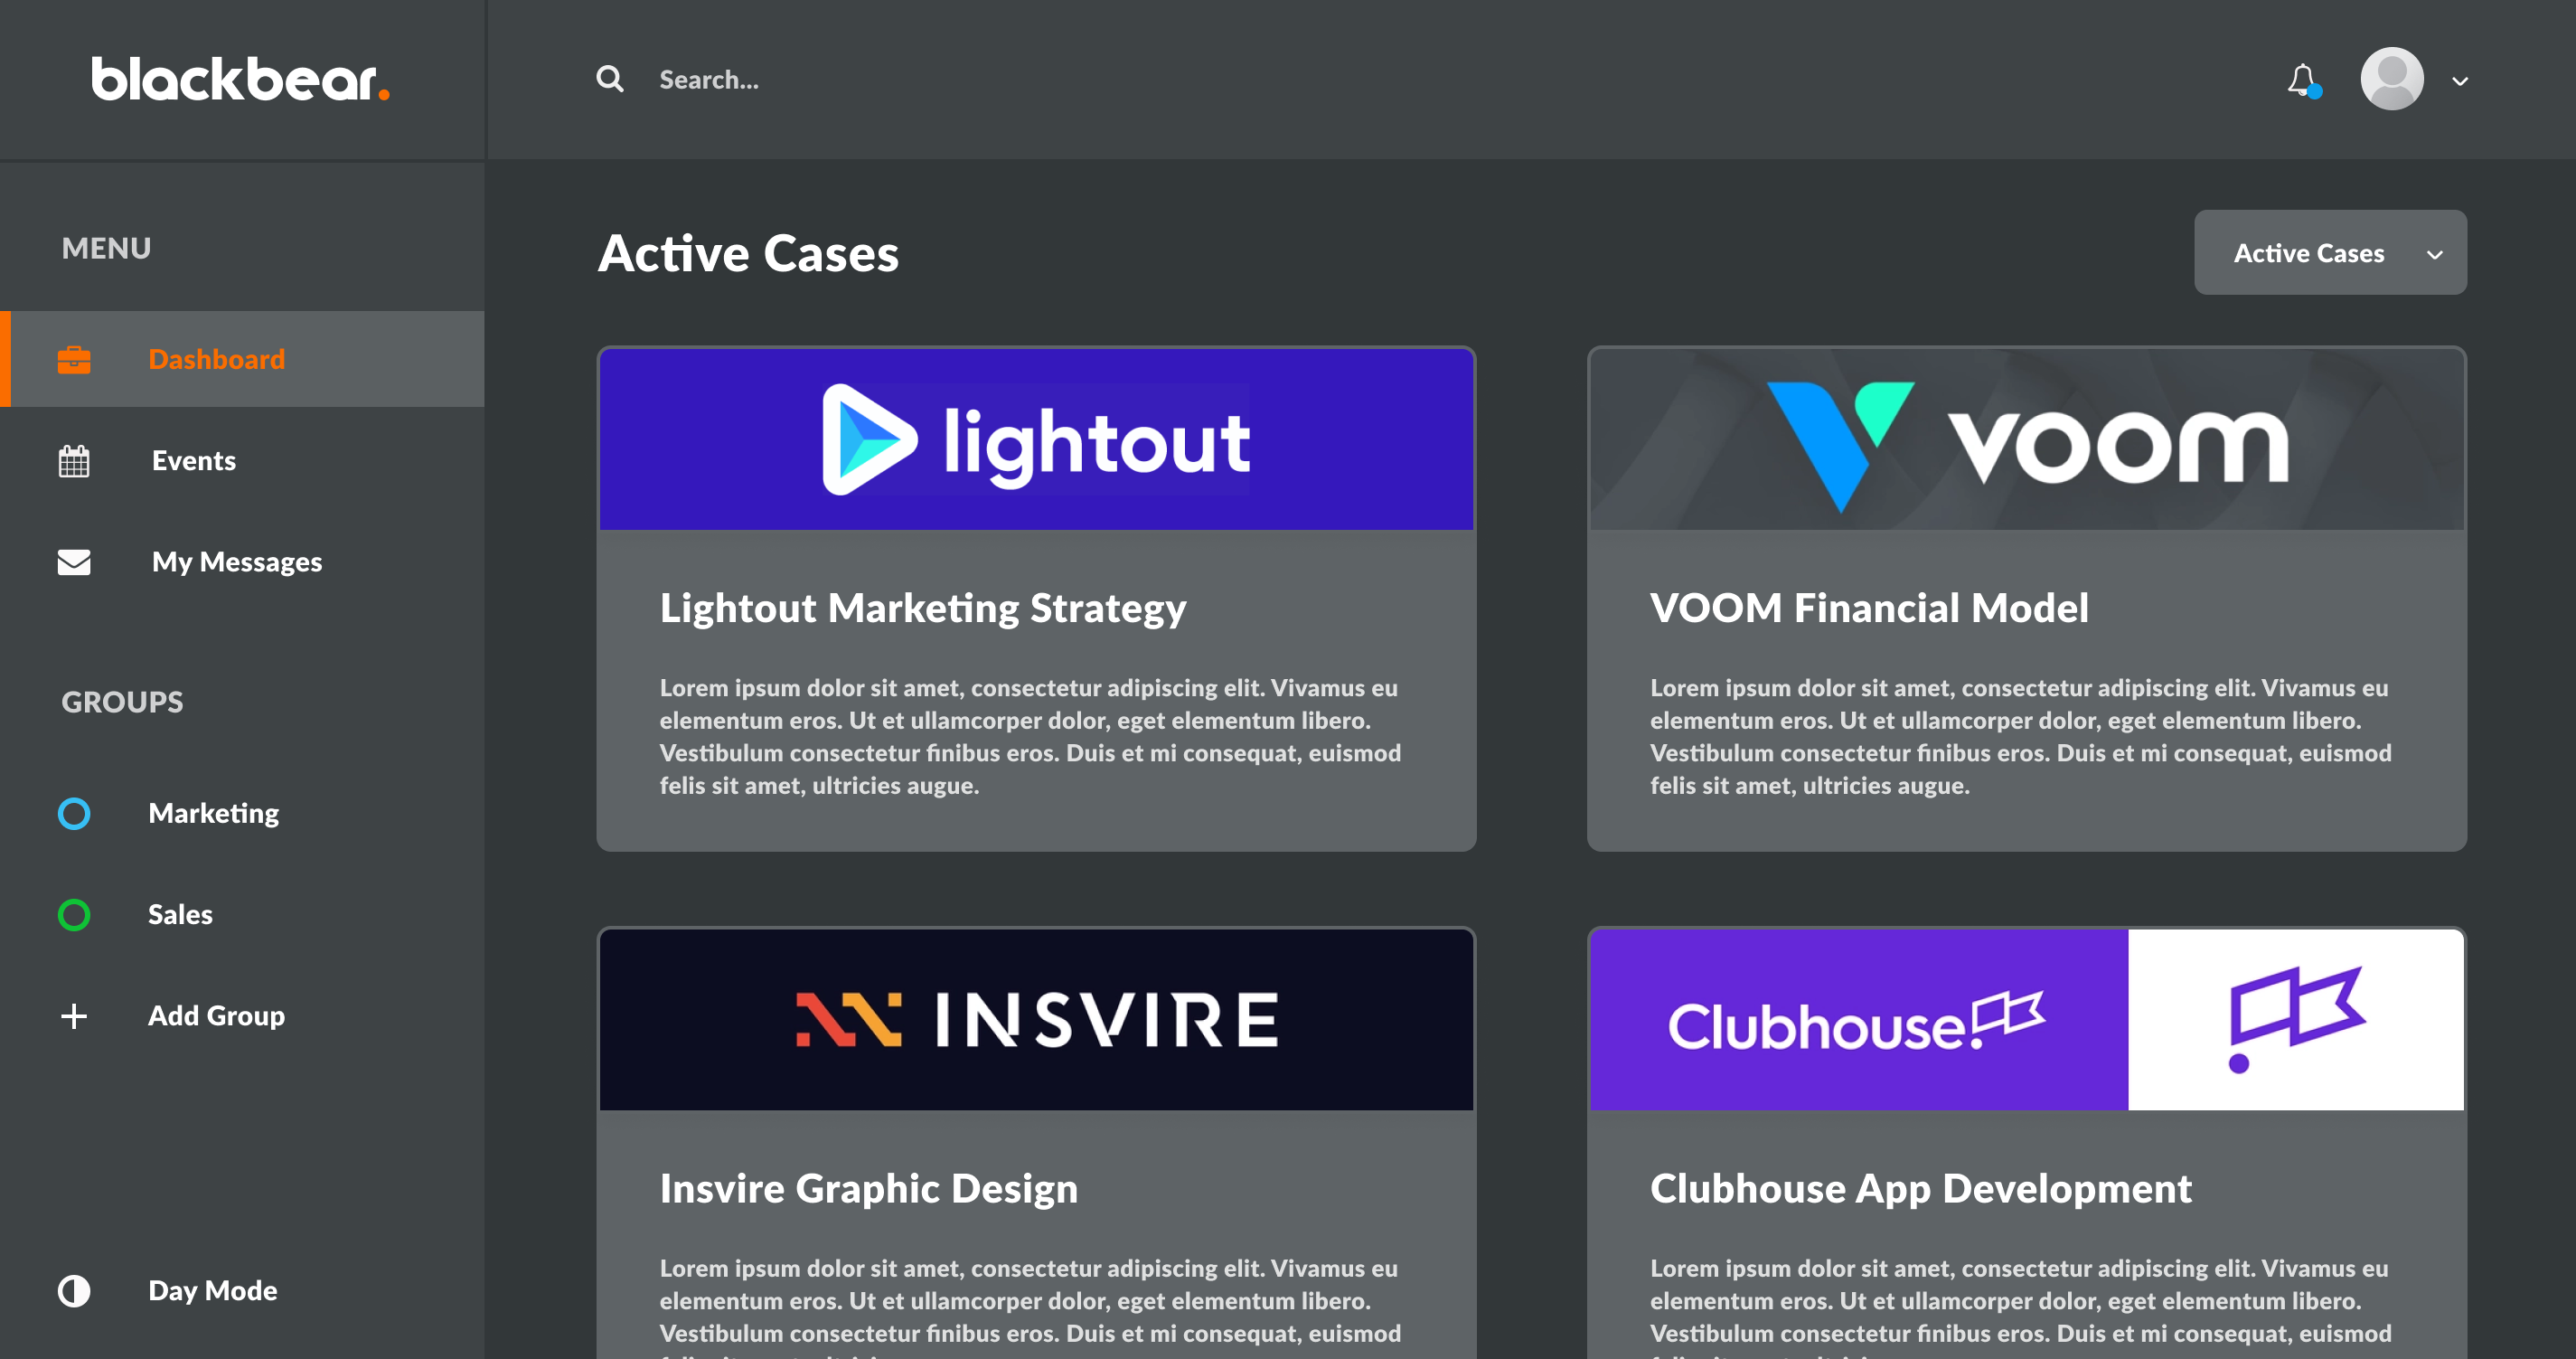 blackbear.
Search...
MENU
Dashboard
Events
My Messages
GROUPS
Marketing
Sales
Add Group
Day Mode
Active Cases
Active Cases
lightout
Lightout Marketing Strategy
Lorem ipsum dolor sit amet, consectetur adipiscing elit. Vivamus eu
elementum eros. Ut et ullamcorper dolor, eget elementum libero.
Vestibulum consectetur finibus eros. Duis et mi consequat, euismod
felis sit amet, ultricies augue.
voom
VOOM Financial Model
Lorem ipsum dolor sit amet, consectetur adipiscing elit. Vivamus eu
elementum eros. Ut et ullamcorper dolor, eget elementum libero.
Vestibulum consectetur finibus eros. Duis et mi consequat, euismod
felis sit amet, ultricies augue.
INSVIRE
Insvire Graphic Design
Lorem ipsum dolor sit amet, consectetur adipiscing elit. Vivamus eu
elementum eros. Ut et ullamcorper dolor, eget elementum libero.
Vestibulum consectetur finibus eros. Duis et mi consequat, euismod
Clubhouse
Clubhouse App Development
Lorem ipsum dolor sit amet, consectetur adipiscing elit. Vivamus eu
elementum eros. Ut et ullamcorper dolor, eget elementum libero.
Vestibulum consectetur finibus eros. Duis et mi consequat, euismod